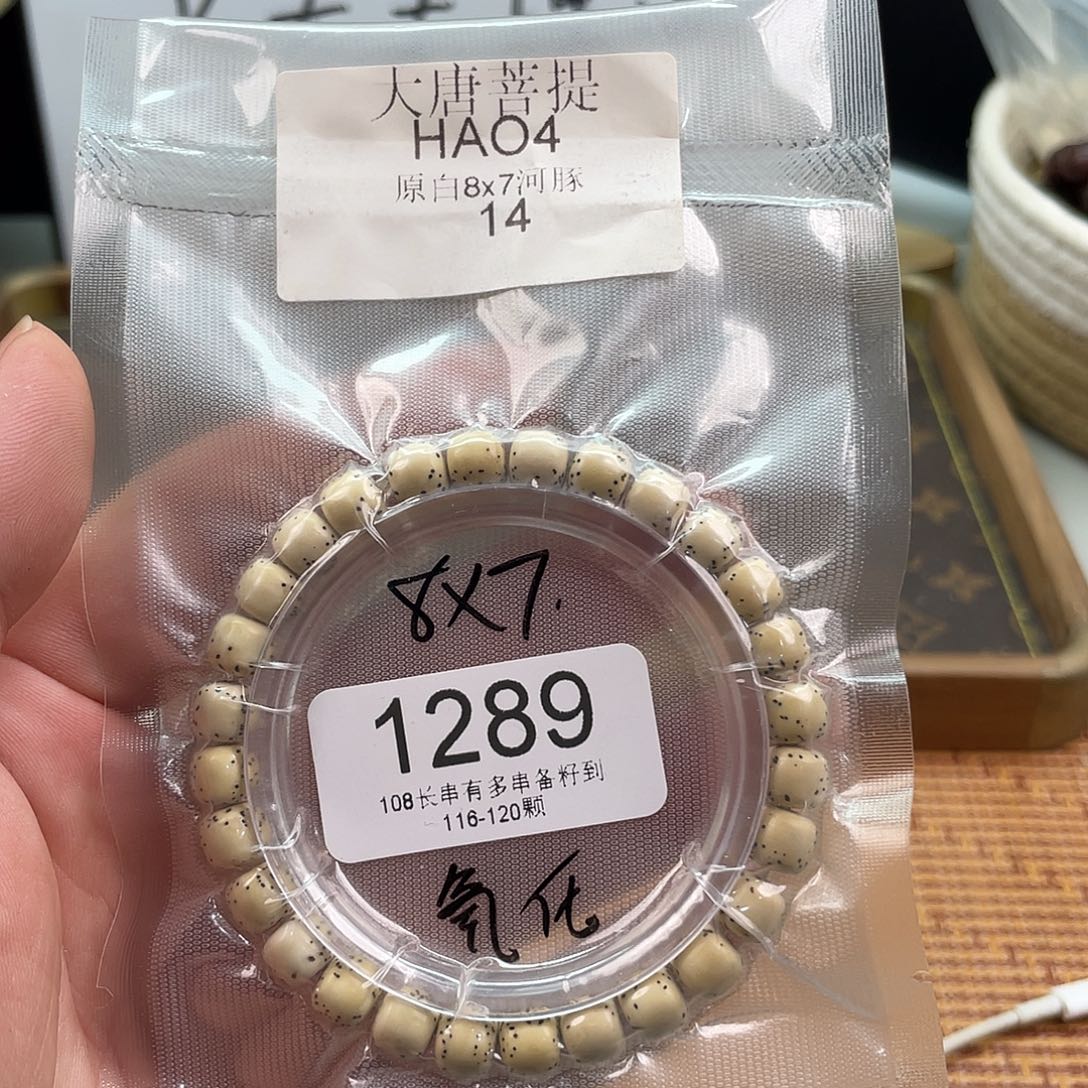 大唐菩提
HAO4
原白8x7河豚
14
8X7.
1289
108长串有多串备籽到
116-120颗
氧化